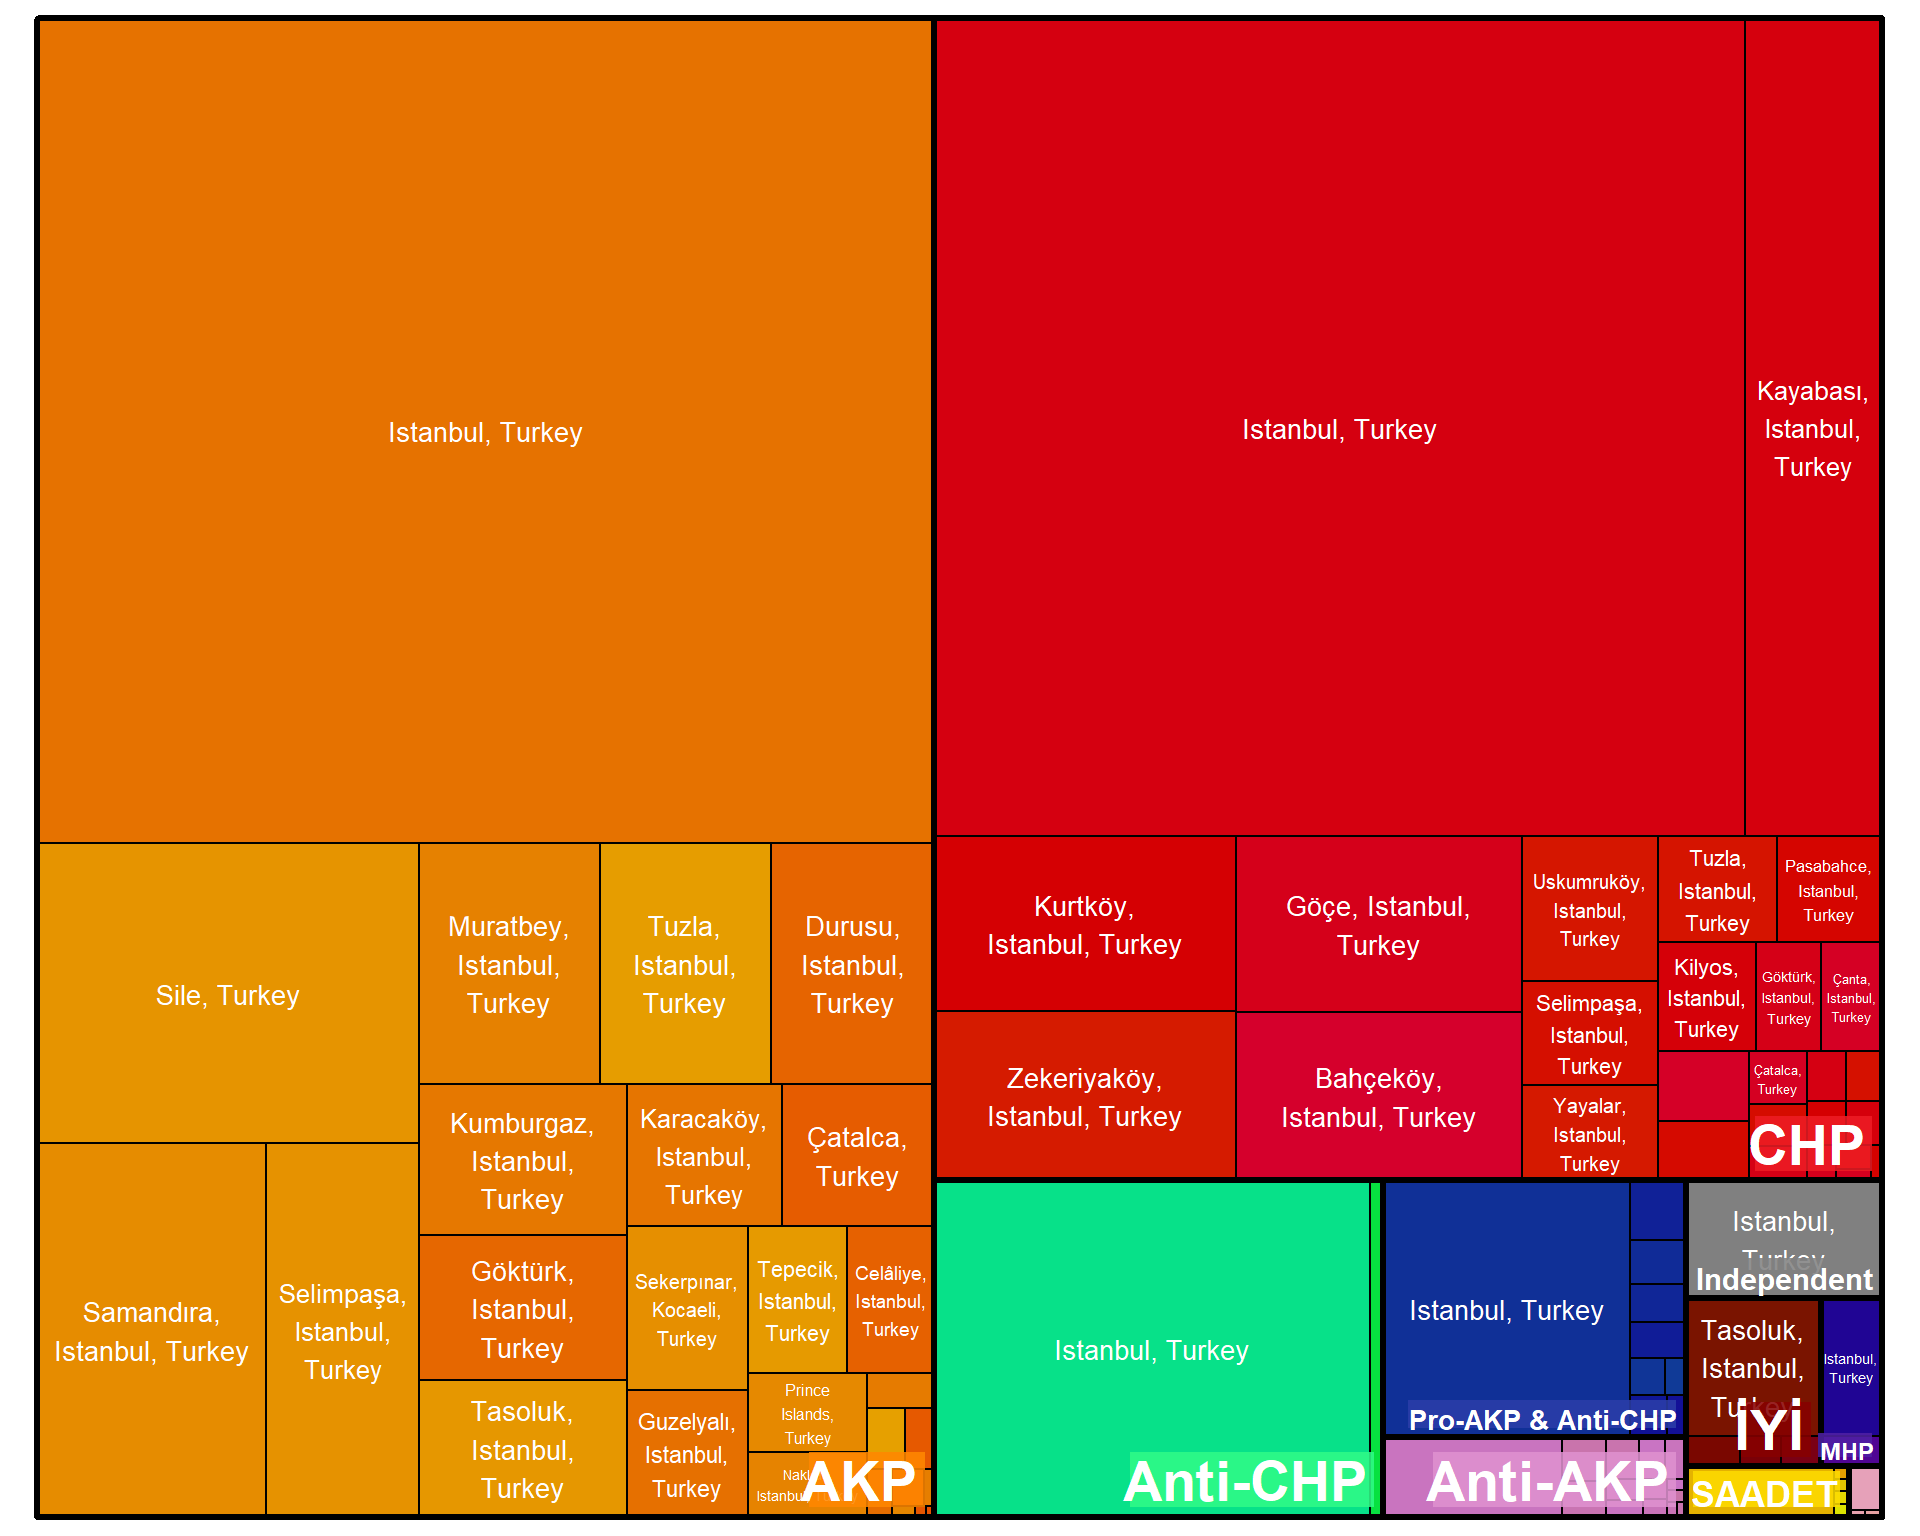 Istanbul, Turkey
Sile, Turkey
Muratbey,
Istanbul,
Turkey
Tuzla,
Istanbul,
Turkey
Durusu,
Istanbul,
Turkey
Samandıra,
Istanbul, Turkey
Selimpaşa,
Istanbul,
Turkey
Kumburgaz,
Istanbul,
Turkey
Karacaköy,
Istanbul,
Turkey
Çatalca,
Turkey
Göktürk,
Istanbul,
Turkey
Sekerpınar,
Kocaeli,
Turkey
Tepecik,
Istanbul,
Turkey
Celâliye,
Istanbul,
Turkey
Tasoluk,
Istanbul,
Turkey
Guzelyalı,
Istanbul,
Turkey
Prince
Islands,
Turkey
AKP
Istanbul, Turkey
Kayabası,
Istanbul,
Turkey
Kurtköy,
Istanbul, Turkey
Göçe, Istanbul,
Turkey
Uskumruköy,
Istanbul,
Turkey
Tuzla,
Istanbul,
Turkey
Pasabahce,
Istanbul,
Turkey
Zekeriyaköy,
Istanbul, Turkey
Bahçeköy,
Istanbul, Turkey
Selimpaşa,
Istanbul,
Turkey
Yayalar,
Istanbul,
Turkey
Kilyos,
Istanbul,
Turkey
Göktürk,
Istanbul,
Turkey
Çanta,
Istanbul,
Turkey
Çatalca,
Turkey
CHP
Istanbul, Turkey
Anti-CHP
Istanbul, Turkey
Pro-AKP & Anti-CHP
Anti-AKP
Istanbul,
Turkey
Independent
Tasoluk,
Istanbul,
Turkey
İYİ
Istanbul,
Turkey
MHP
SAADET